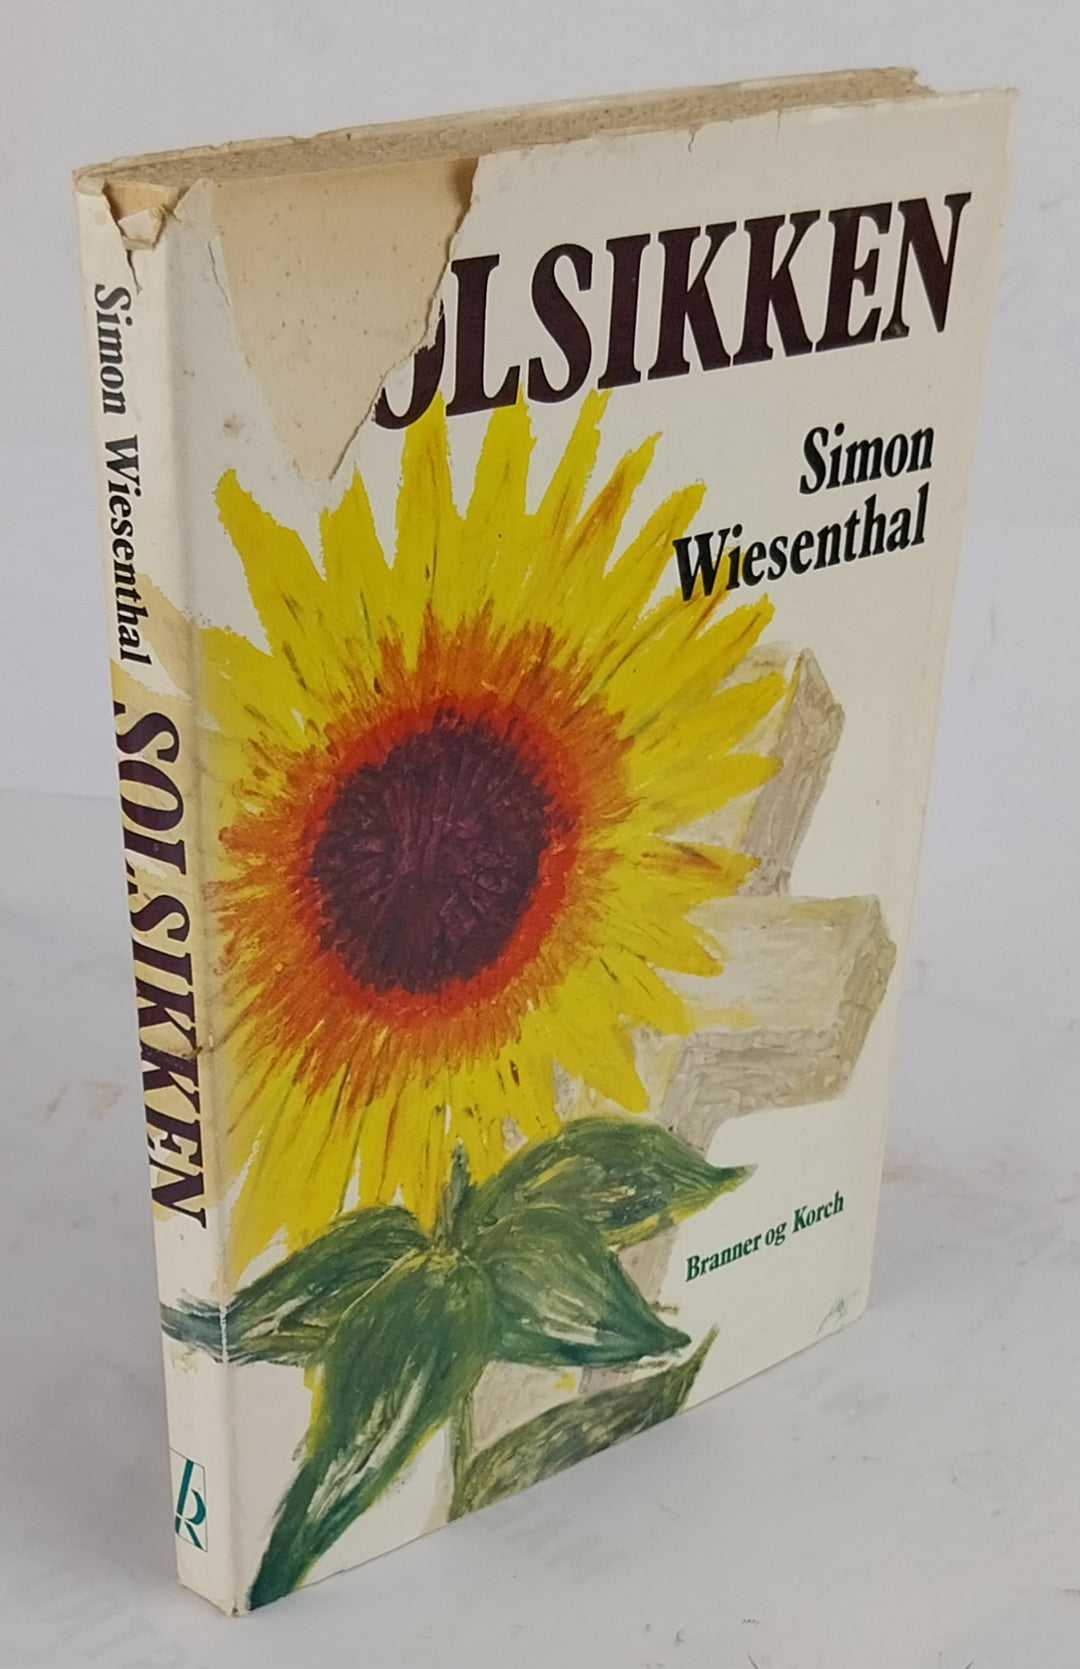 OLSIKKEN
Simon
Wiesenthal
Branner og Korch
Simon Wiesenthal SOLSIKKEN